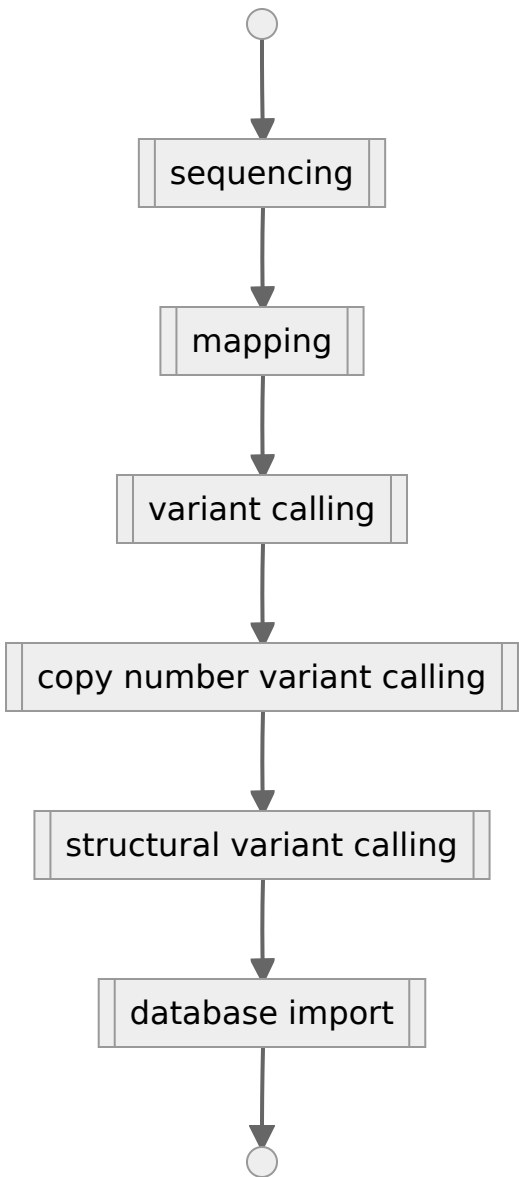 sequencing
mapping
variant calling
copy number variant calling
structural variant calling
database import